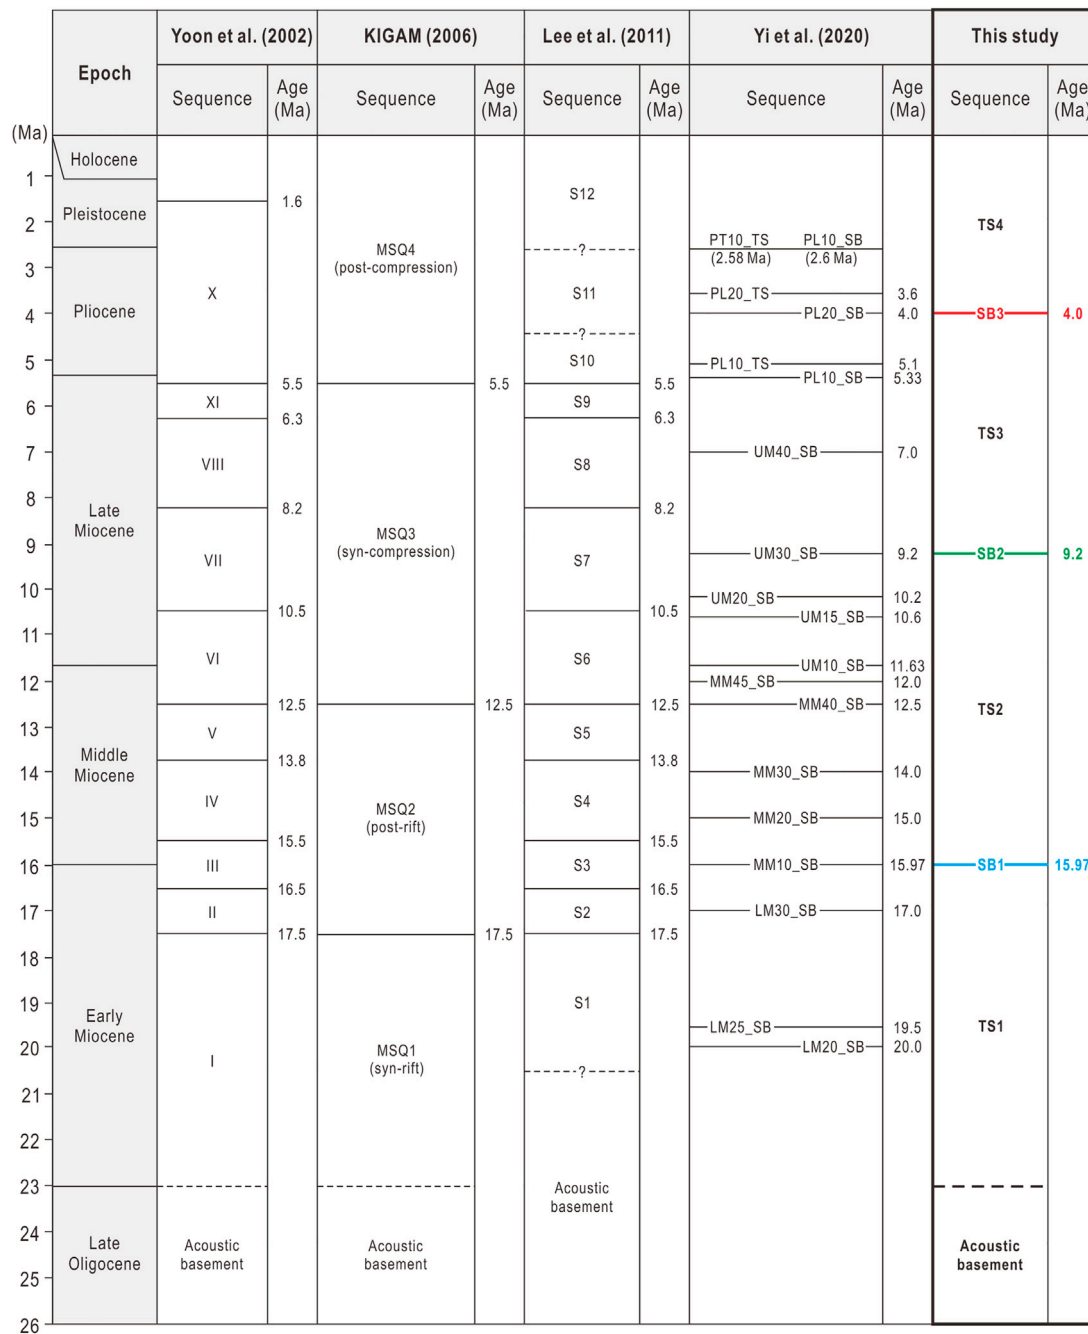 Yoon et al. (2002) KIGAM (2006) Lee et al. (2011) Yi et al. (2020) This study
Epoch
Sequence Age (Ma) Sequence Age (Ma) Sequence Age (Ma) Sequence Age (Ma) Sequence Age (Ma)
(Ma)
Holocene
1
S12
Pleistocene
1.6
2
TS4
PT10_TS PL10_SB
MSQ4
(post-compression)
?
(2.58 Ma) (2.6 Ma)
3
X
S11
PL20_TS 3.6
Pliocene
4
PL20_SB 4.0
SB3 4.0
?
5
S10
PL10_TS 5.1
PL10_SB 5.33
5.5 5.5 5.5
6
XI
S9
6.3 6.3
TS3
7
VIII
S8
UM40_SB 7.0
8
8.2 8.2
Late
Miocene
MSQ3
(syn-compression)
9
VII
S7
UM30_SB 9.2
SB2 9.2
10
UM20_SB 10.2
10.5 10.5
UM15_SB 10.6
11
VI
S6
UM10_SB 11.63
12
MM45_SB 12.0
12.5 12.5 12.5
MM40_SB 12.5
TS2
13
V
S5
13.8 13.8
Middle
Miocene
14
MM30_SB 14.0
IV
S4
MSQ2
(post-rift)
15
MM20_SB 15.0
15.5 15.5
16
III
S3
MM10_SB 15.97
SB1 15.97
16.5 16.5
17
II
S2
LM30_SB 17.0
17.5 17.5 17.5
18
19
S1
Early
Miocene
LM25_SB 19.5
TS1
20
I
MSQ1
(syn-rift)
LM20_SB 20.0
?
21
22
23
Acoustic
basement
24
Late
Oligocene
Acoustic
basement
Acoustic
basement
Acoustic
basement
25
26